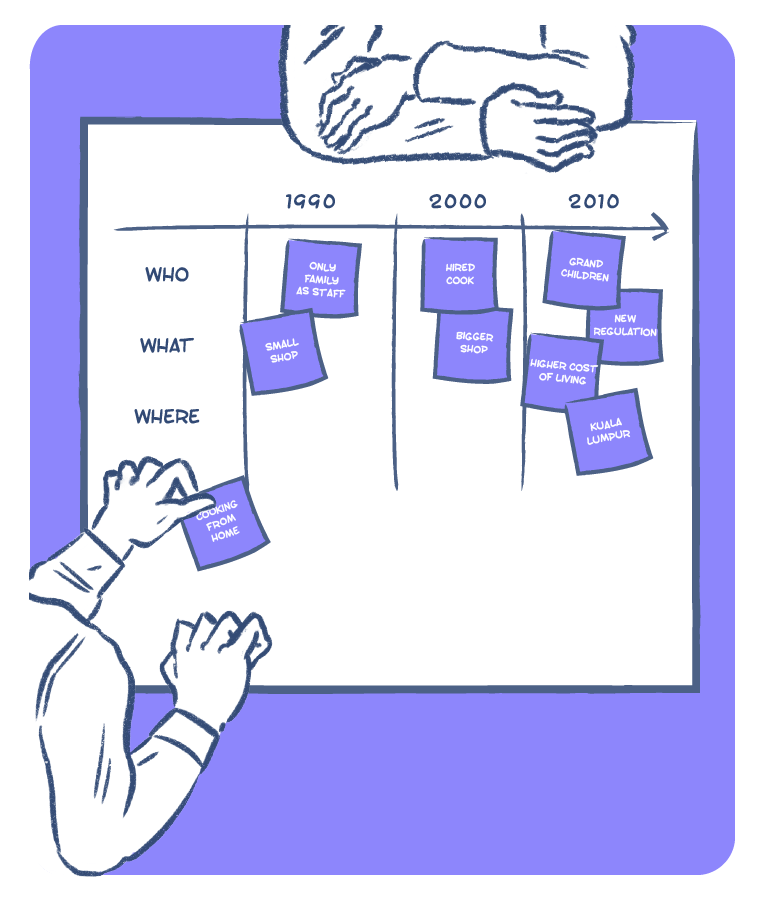 1990 2000 2010
WHO
ONLY
FAMILY
AS STAFF
HIRED
COOK
GRAND
CHILDREN
NEW
REGULATION
WHAT
SMALL
SHOP
BIGGER
SHOP
HIGHER COST
OF LIVING
WHERE
KUALA
LUMPUR
COOKING
FROM
HOME